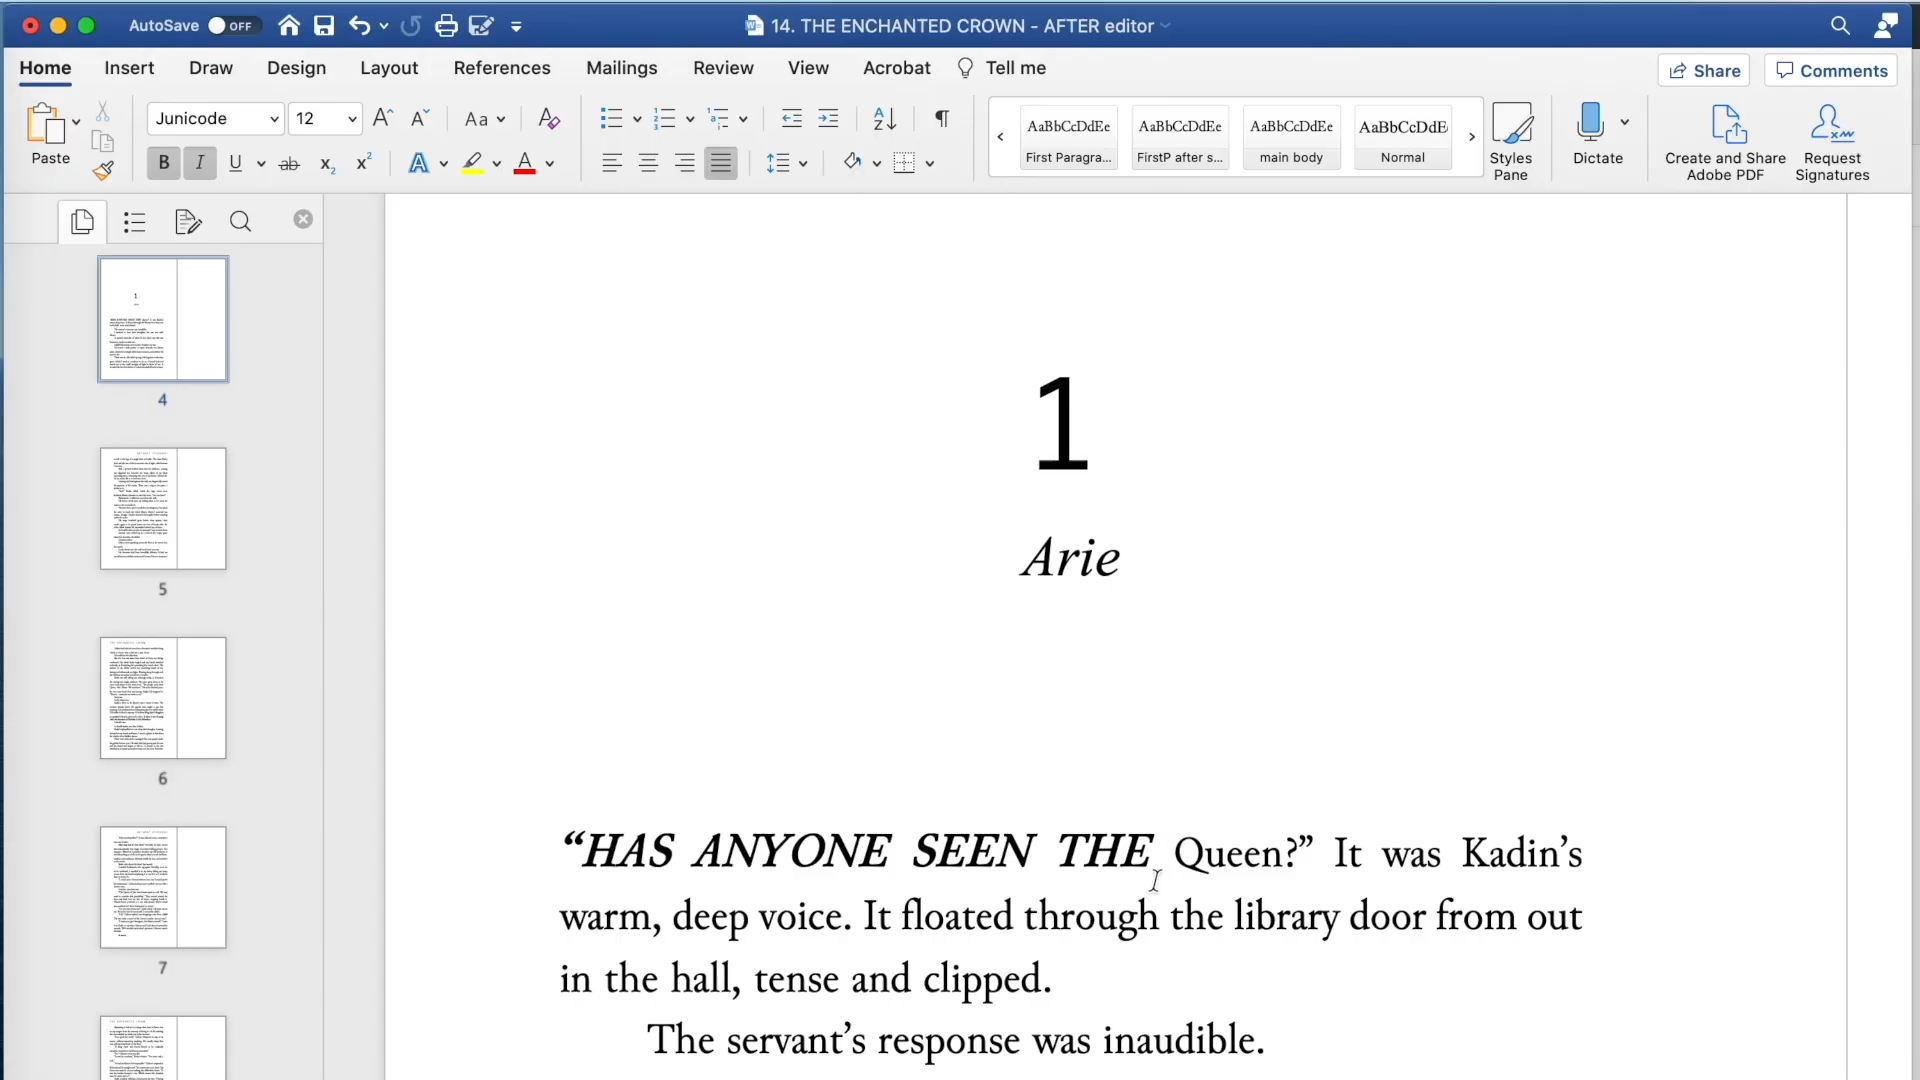 AutoSave OFF
14. THE ENCHANTED CROWN - AFTER editor
Home Insert Draw Design Layout References Mailings Review View Acrobat Tell me
Share Comments
Paste
Junicode 12
Aa
B I U ab x2 x2
A A
AaBbCcDdEe AaBbCcDdEe AaBbCcDdEe AaBbCcDdE
First Paragra... FirstP after s... main body Normal
Styles Pane
Dictate
Create and Share Adobe PDF
Request Signatures
4
5
6
7
1
Arie
“HAS ANYONE SEEN THE Queen?” It was Kadin’s
warm, deep voice. It floated through the library door from out
in the hall, tense and clipped.
The servant’s response was inaudible.